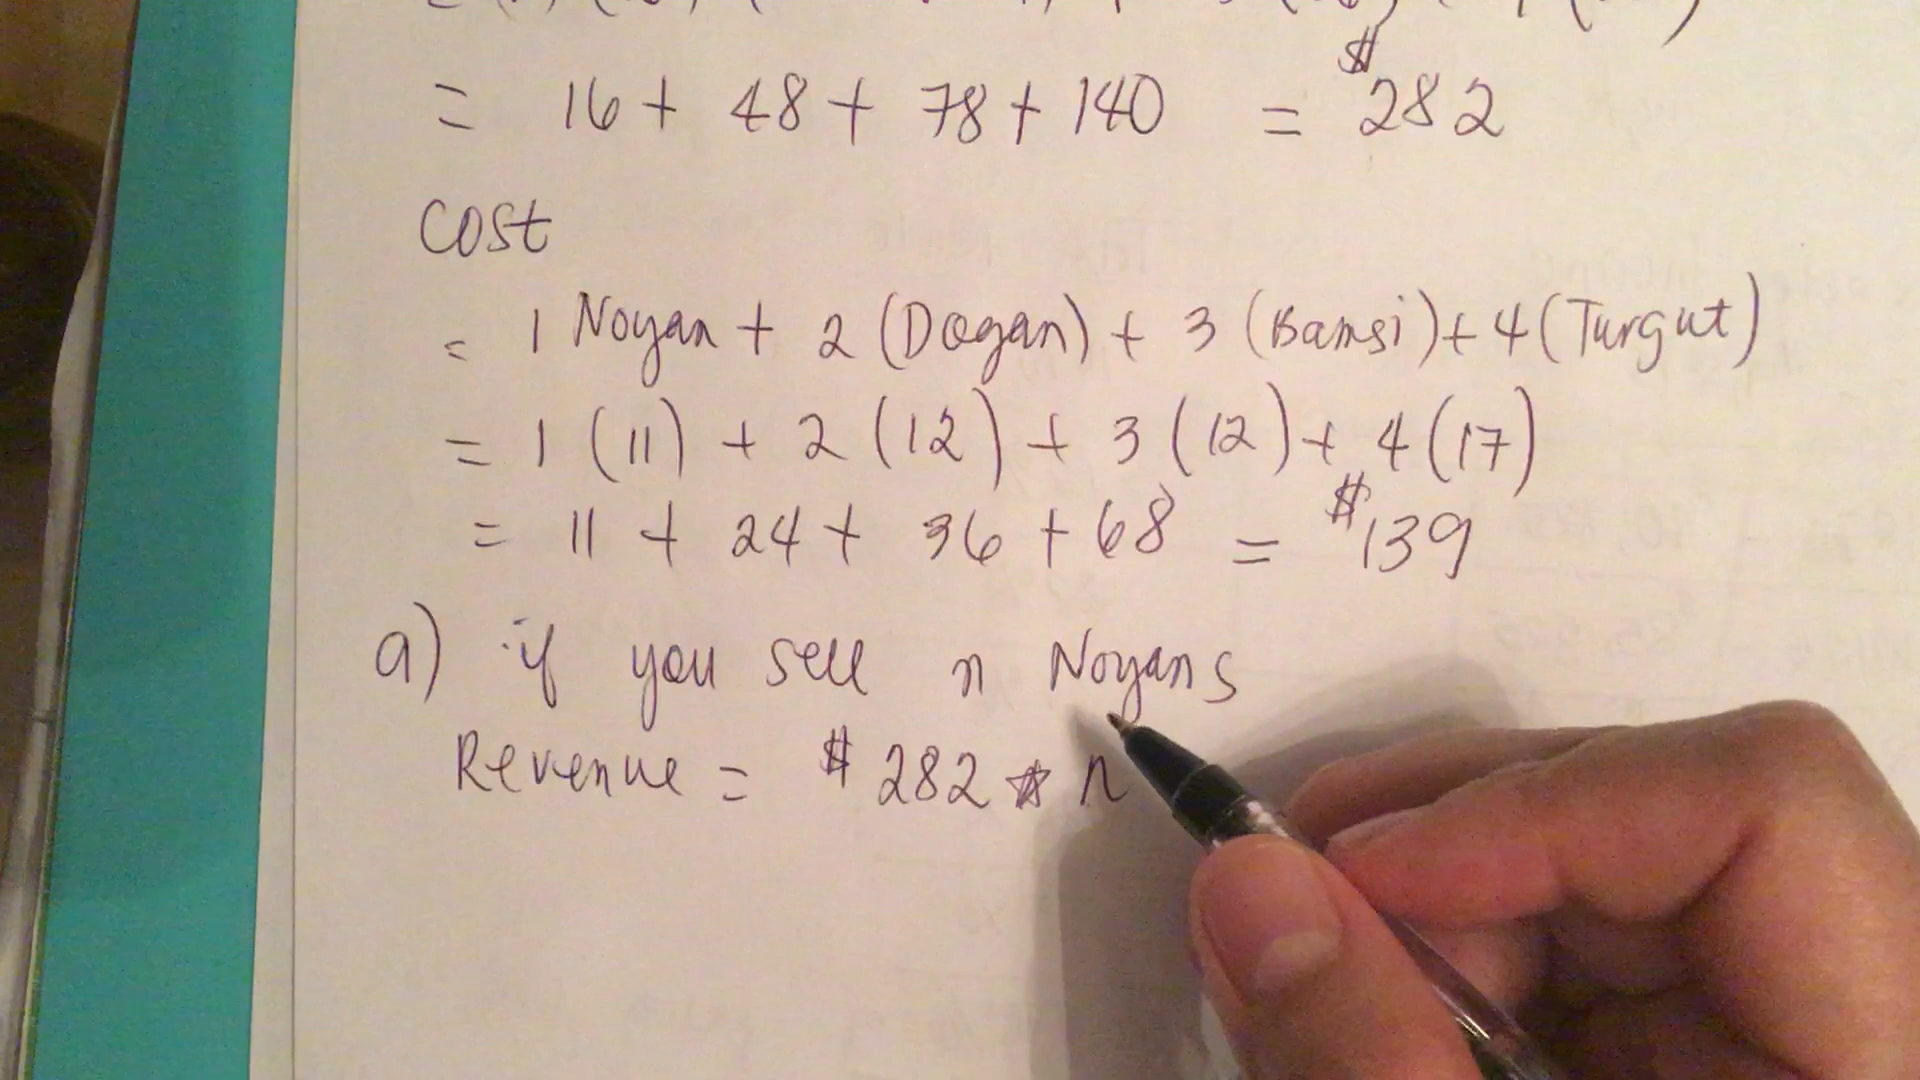 $
= 16 + 48 + 78 + 140 = 282
Cost
= 1 Noyan + 2 (Dogan) + 3 (Bamsi) + 4 (Turgut)
= 1 (11) + 2 (12) + 3 (12) + 4 (17)
= 11 + 24 + 36 + 68 = $139
a) if you sell n Noyans
Revenue = $ 282 * n